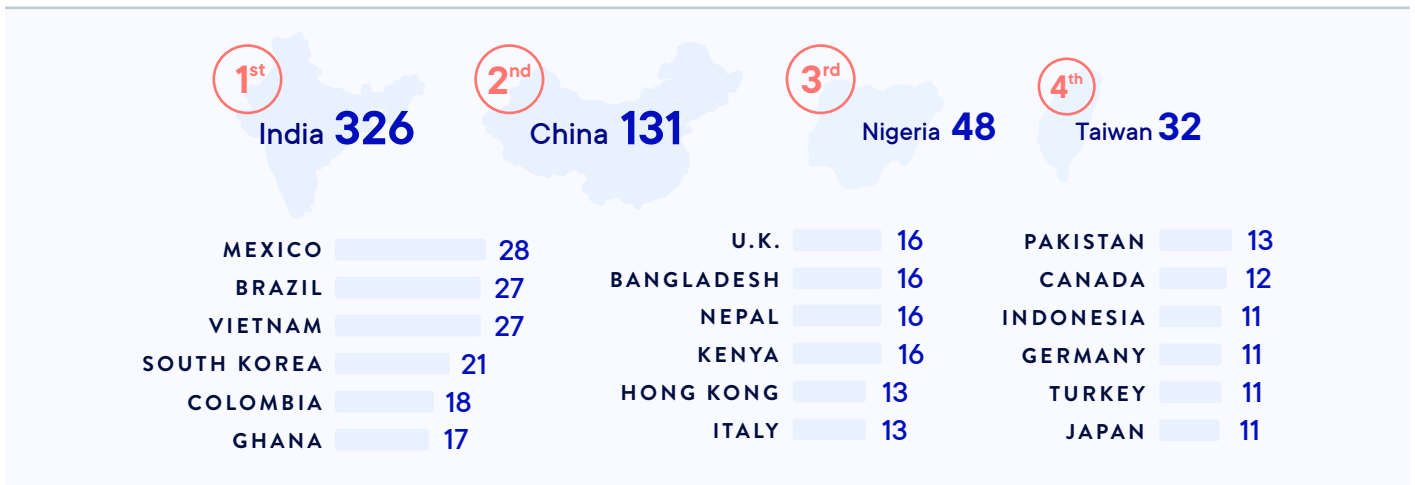 1st
India 326
2nd
China 131
3rd
Nigeria 48
4th
Taiwan 32
MEXICO 28
BRAZIL 27
VIETNAM 27
SOUTH KOREA 21
COLOMBIA 18
GHANA 17
U.K. 16
BANGLADESH 16
NEPAL 16
KENYA 16
HONG KONG 13
ITALY 13
PAKISTAN 13
CANADA 12
INDONESIA 11
GERMANY 11
TURKEY 11
JAPAN 11